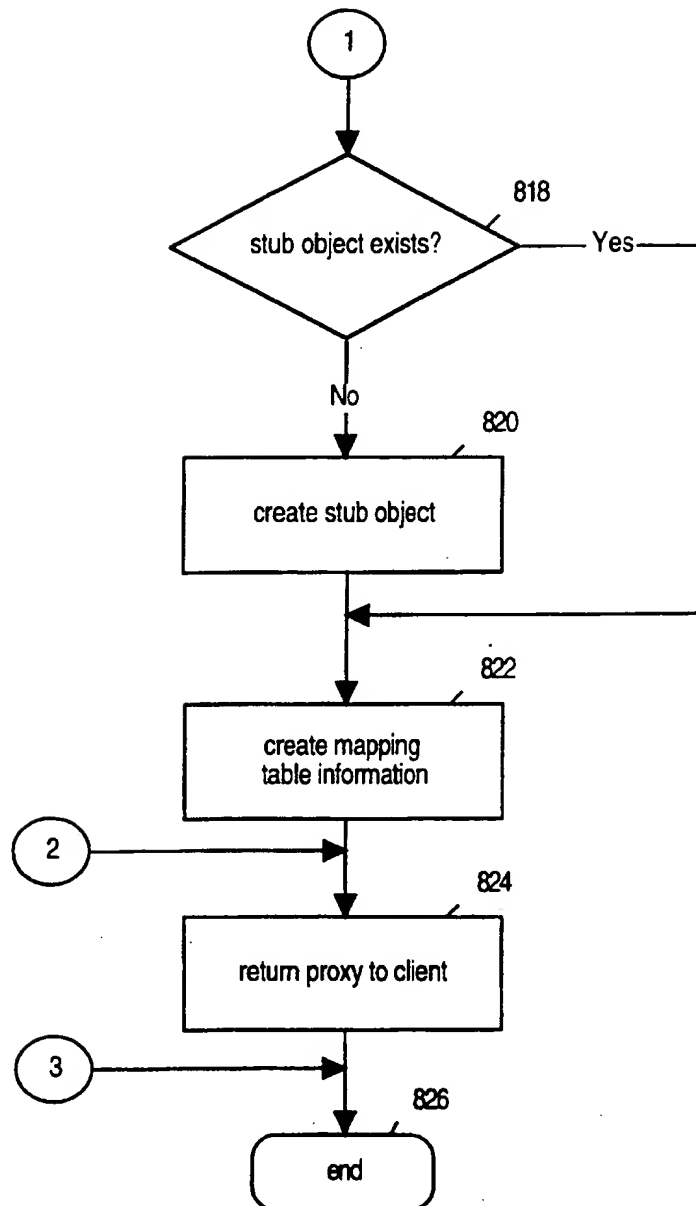 1
818
stub object exists?
Yes
No
820
create stub object
822
create mapping
table information
2
824
return proxy to client
3
826
end